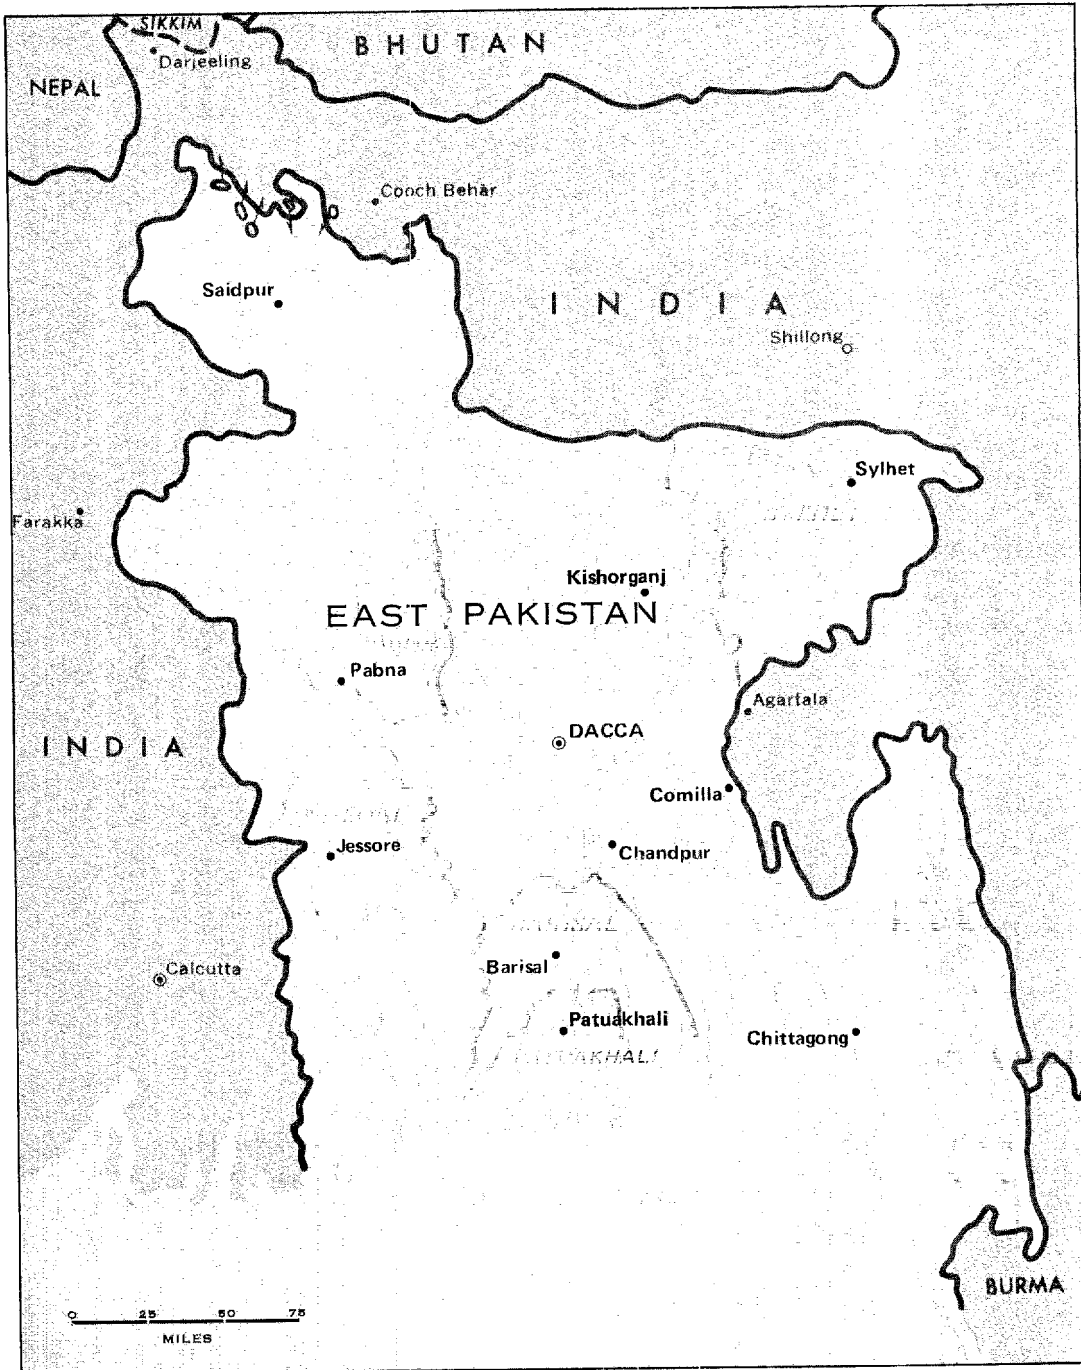 SIKKIM
BHUTAN
Darjeeling
NEPAL
Cooch Behar
Saidpur
INDIA
Shillong
Sylhet
Farakka
Kishorganj
EAST PAKISTAN
Pabna
Agartala
DACCA
INDIA
Comilla
Jessore
Chandpur
Barisal
Calcutta
Patuakhali
Chittagong
BURMA
0 25 50 75
MILES